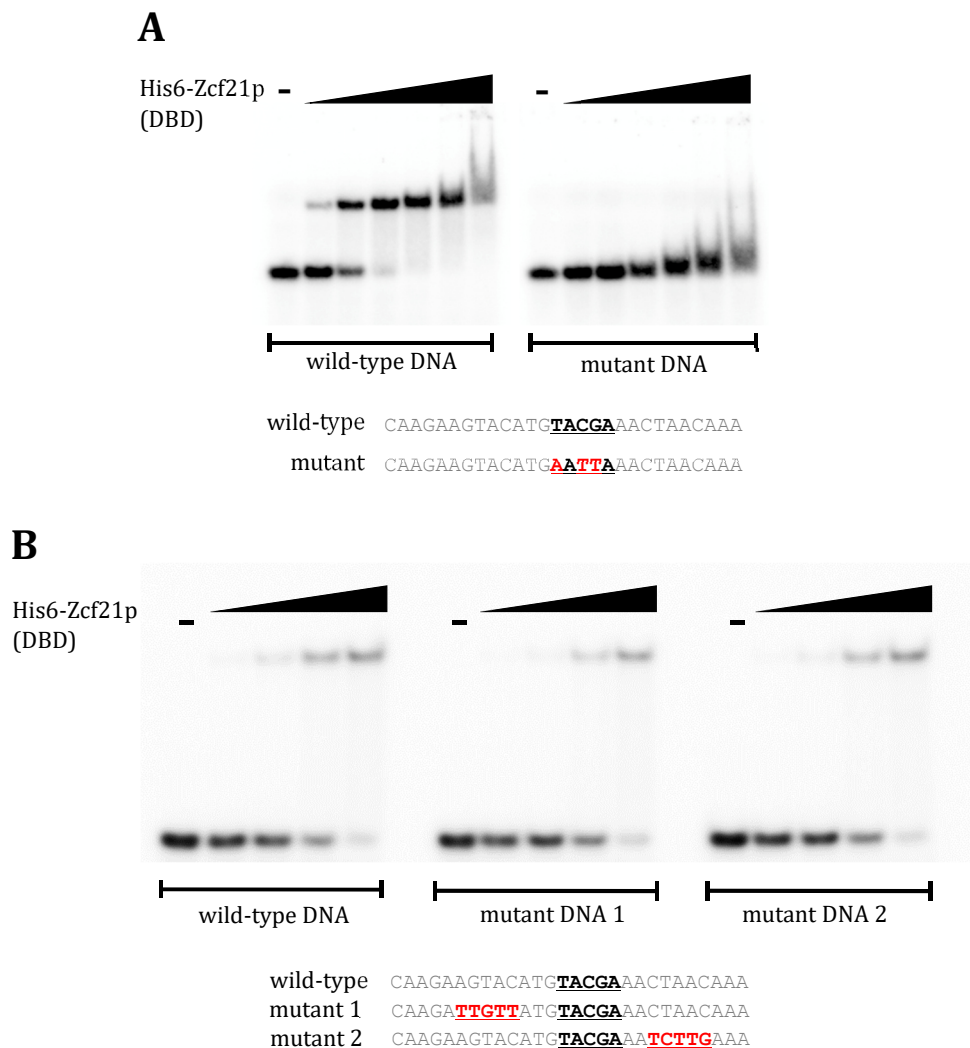 A
His6-Zcf21p -
(DBD)
-
wild-type DNA
mutant DNA
wild-type CAAGAAGTACATGTACGAAACTAACAAA
mutant CAAGAAGTACATGAATTAAACTAACAAA
B
His6-Zcf21p
(DBD)
- - -
wild-type DNA
mutant DNA 1
mutant DNA 2
wild-type CAAGAAGTACATGTACGAAACTAACAAA
mutant 1 CAAGATTGTTATGTACGAAACTAACAAA
mutant 2 CAAGAAGTACATGTACGAAATCTTGAAA